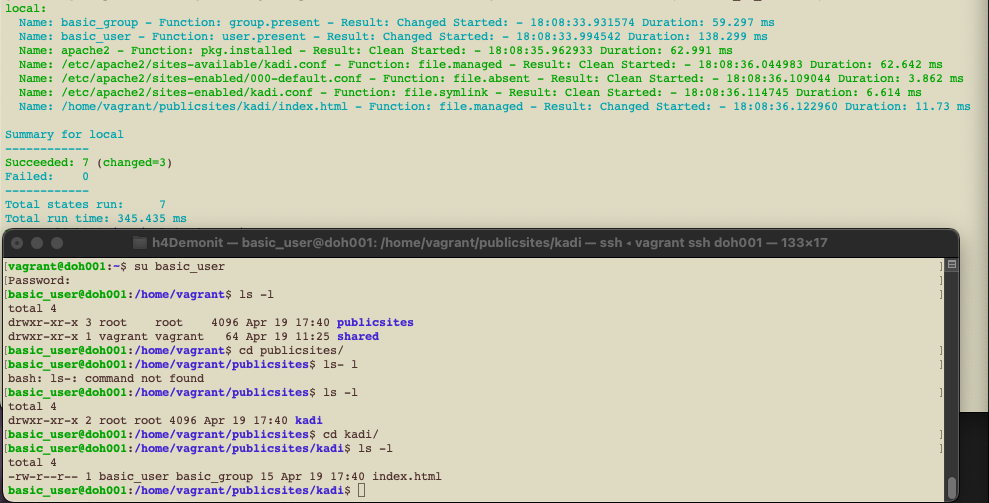 local:
  Name: basic_group - Function: group.present - Result: Changed Started: - 18:08:33.931574 Duration: 59.297 ms
  Name: basic_user - Function: user.present - Result: Changed Started: - 18:08:33.994542 Duration: 138.299 ms
  Name: apache2 - Function: pkg.installed - Result: Clean Started: - 18:08:35.962933 Duration: 62.991 ms
  Name: /etc/apache2/sites-available/kadi.conf - Function: file.managed - Result: Clean Started: - 18:08:36.044983 Duration: 62.642 ms
  Name: /etc/apache2/sites-enabled/000-default.conf - Function: file.absent - Result: Clean Started: - 18:08:36.109044 Duration: 3.862 ms
  Name: /etc/apache2/sites-enabled/kadi.conf - Function: file.symlink - Result: Clean Started: - 18:08:36.114745 Duration: 6.614 ms
  Name: /home/vagrant/publicsites/kadi/index.html - Function: file.managed - Result: Changed Started: - 18:08:36.122960 Duration: 11.73 ms

Summary for local
------------
Succeeded: 7 (changed=3)
Failed:    0
------------
Total states run:     7
Total run time: 345.435 ms
h4Demonit — basic_user@doh001: /home/vagrant/publicsites/kadi — ssh ◂ vagrant ssh doh001 — 133×17
[vagrant@doh001:~$ su basic_user ]
[Password: ]
[basic_user@doh001:/home/vagrant$ ls -l ]
total 4
drwxr-xr-x 3 root    root    4096 Apr 19 17:40 publicsites
drwxr-xr-x 1 vagrant vagrant   64 Apr 19 11:25 shared
[basic_user@doh001:/home/vagrant$ cd publicsites/ ]
[basic_user@doh001:/home/vagrant/publicsites$ ls- l ]
bash: ls-: command not found
[basic_user@doh001:/home/vagrant/publicsites$ ls -l ]
total 4
drwxr-xr-x 2 root root 4096 Apr 19 17:40 kadi
[basic_user@doh001:/home/vagrant/publicsites$ cd kadi/ ]
[basic_user@doh001:/home/vagrant/publicsites/kadi$ ls -l ]
total 4
-rw-r--r-- 1 basic_user basic_group 15 Apr 19 17:40 index.html
basic_user@doh001:/home/vagrant/publicsites/kadi$